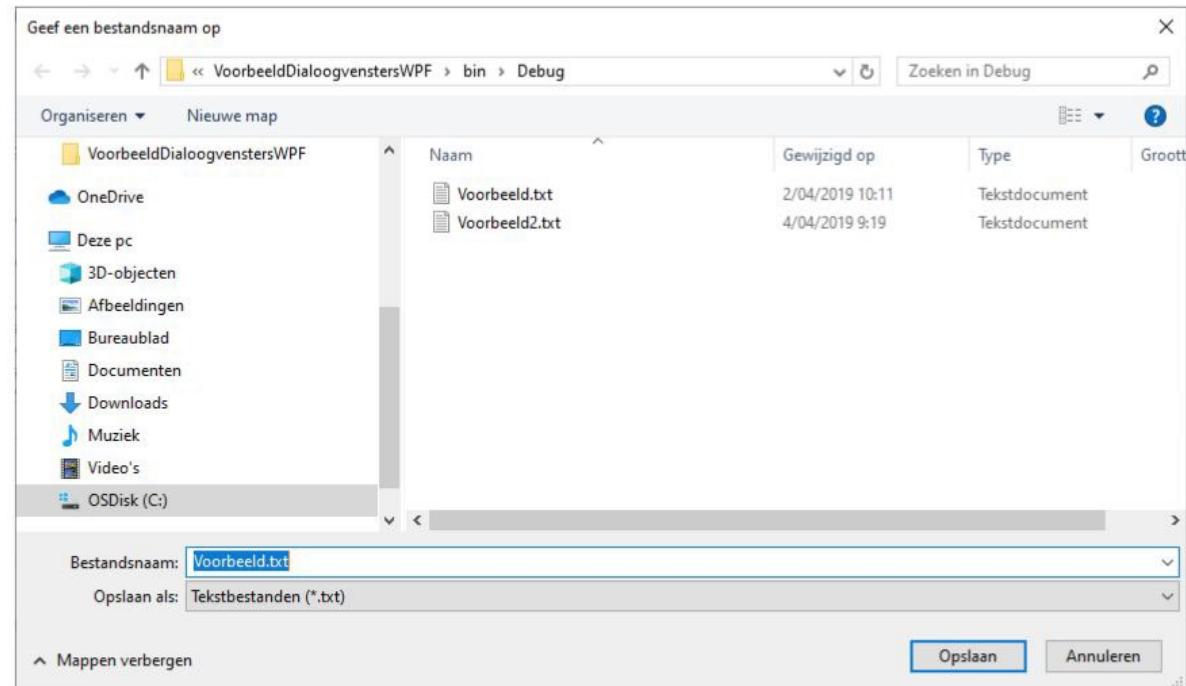 Geef een bestandsnaam op
« VoorbeeldDialoogvenstersWPF › bin › Debug
Zoeken in Debug
Organiseren
Nieuwe map
VoorbeeldDialoogvenstersWPF
OneDrive
Deze pc
3D-objecten
Afbeeldingen
Bureaublad
Documenten
Downloads
Muziek
Video's
OSDisk (C:)
Naam Gewijzigd op Type Groott
Voorbeeld.txt 2/04/2019 10:11 Tekstdocument
Voorbeeld2.txt 4/04/2019 9:19 Tekstdocument
Bestandsnaam: Voorbeeld.txt
Opslaan als: Tekstbestanden (*.txt)
Mappen verbergen
Opslaan
Annuleren